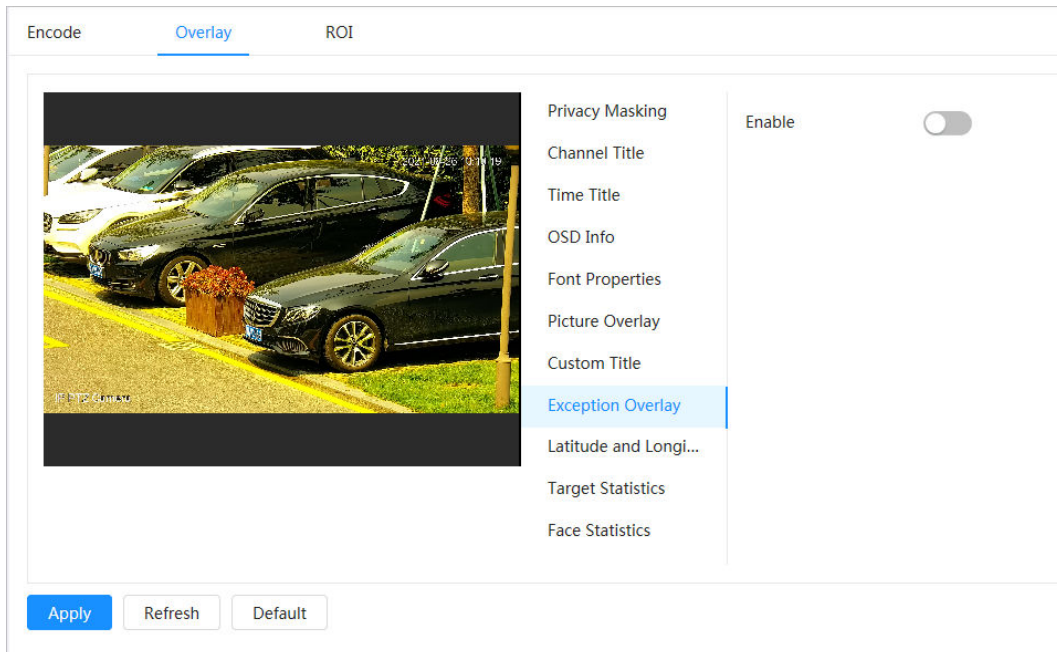 Encode Overlay ROI
Privacy Masking
Enable
Channel Title
Time Title
OSD Info
Font Properties
Picture Overlay
Custom Title
Exception Overlay
Latitude and Longi...
Target Statistics
Face Statistics
Apply Refresh Default